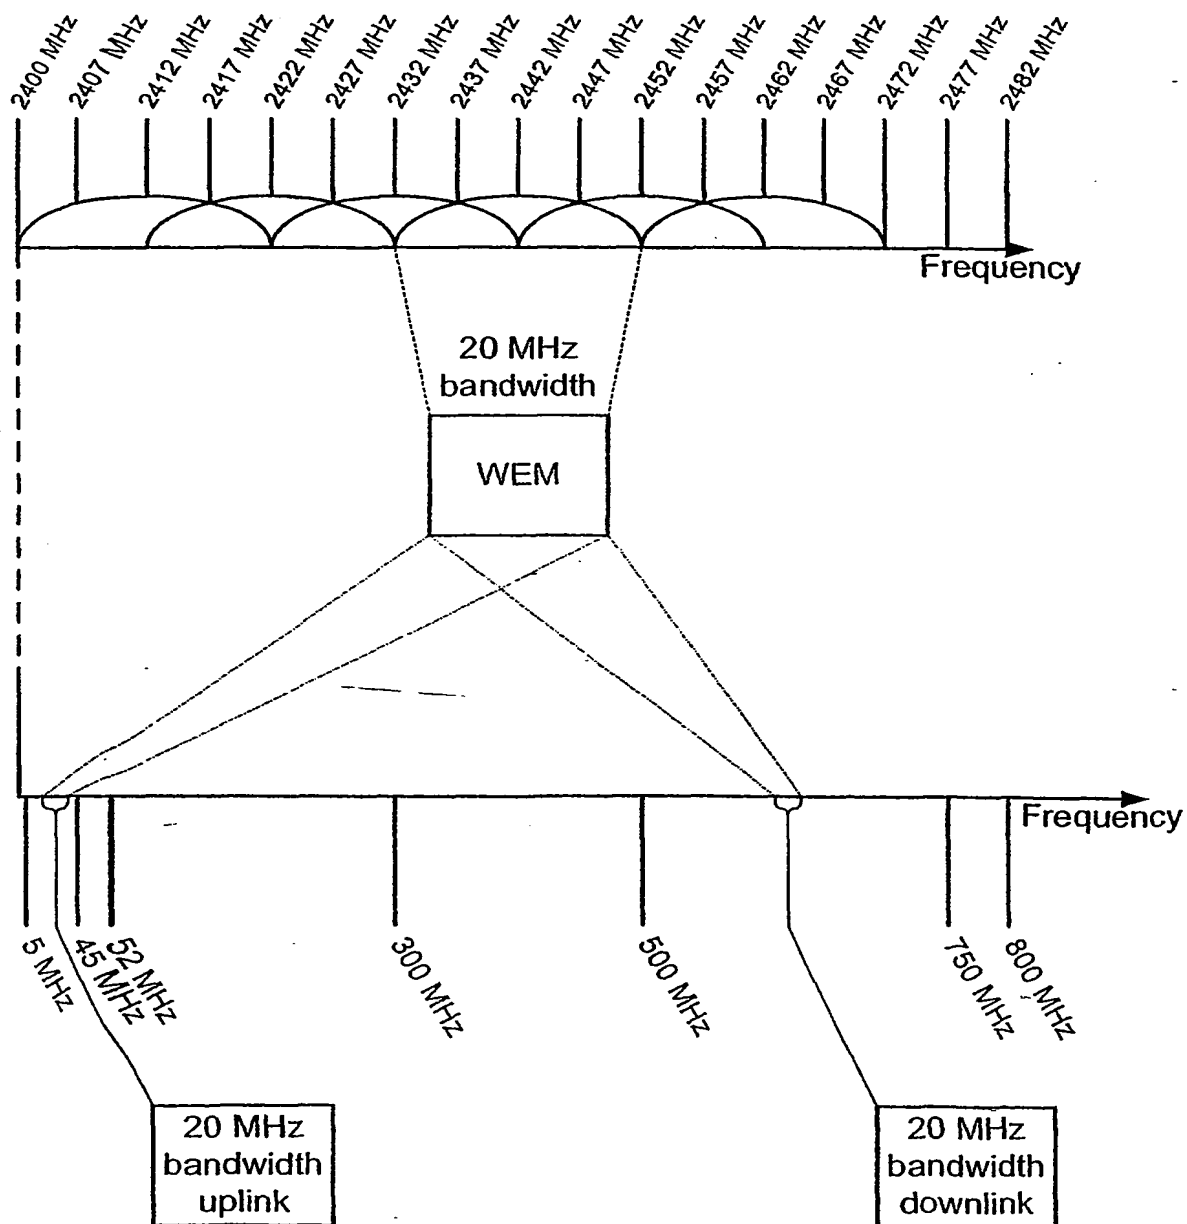 2400 MHz
2407 MHz
2412 MHz
2417 MHz
2422 MHz
2427 MHz
2432 MHz
2437 MHz
2442 MHz
2447 MHz
2452 MHz
2457 MHz
2462 MHz
2467 MHz
2472 MHz
2477 MHz
2482 MHz
Frequency
20 MHz
bandwidth
WEM
Frequency
5 MHz
45 MHz
52 MHz
300 MHz
500 MHz
750 MHz
800 MHz
20 MHz
bandwidth
uplink
20 MHz
bandwidth
downlink